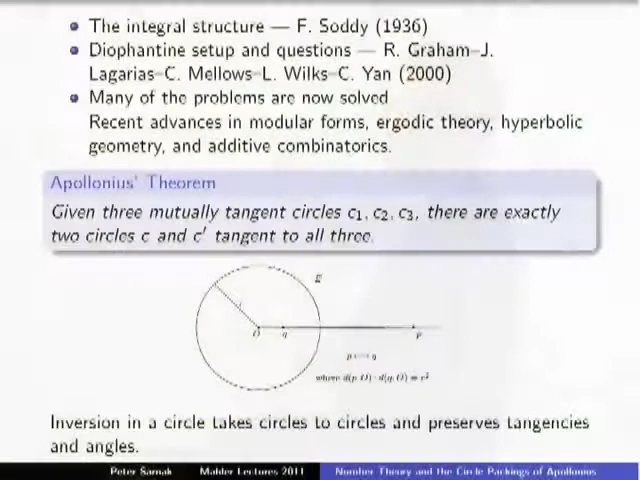 The integral structure — F. Soddy (1936)
Diophantine setup and questions — R. Graham–J.
Lagarias–C. Mellows–L. Wilks–C. Yan (2000)
Many of the problems are now solved
Recent advances in modular forms, ergodic theory, hyperbolic
geometry, and additive combinatorics.
Apollonius' Theorem
Given three mutually tangent circles c₁, c₂, c₃, there are exactly
two circles c and c′ tangent to all three.
E
r
O q p
p ⟷ q
where d(p, O) · d(q, O) = r²
Inversion in a circle takes circles to circles and preserves tangencies
and angles.
Peter Sarnak Mahler Lectures 2011 Number Theory and the Circle Packings of Apollonius